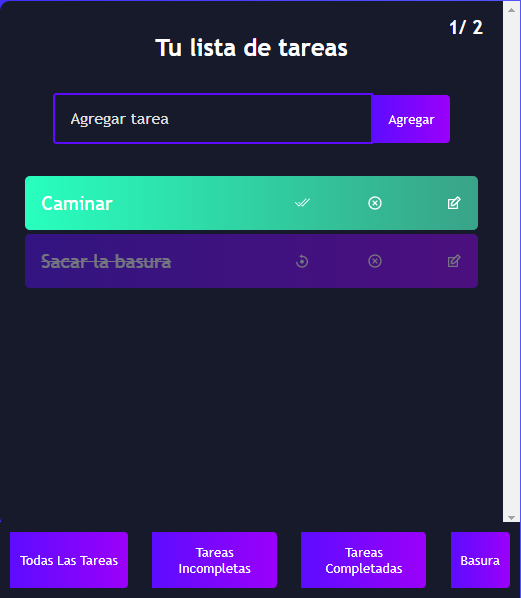 1/ 2
Tu lista de tareas
Agregar tarea
Agregar
Caminar
Sacar la basura
Todas Las Tareas
Tareas
Incompletas
Tareas
Completadas
Basura